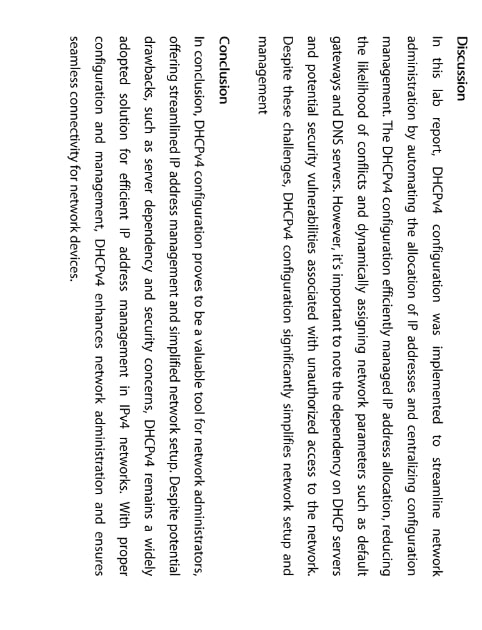 Discussion
In this lab report, DHCPv4 configuration was implemented to streamline network
administration by automating the allocation of IP addresses and centralizing configuration
management. The DHCPv4 configuration efficiently managed IP address allocation, reducing
the likelihood of conflicts and dynamically assigning network parameters such as default
gateways and DNS servers. However, it's important to note the dependency on DHCP servers
and potential security vulnerabilities associated with unauthorized access to the network.
Despite these challenges, DHCPv4 configuration significantly simplifies network setup and
management
Conclusion
In conclusion, DHCPv4 configuration proves to be a valuable tool for network administrators,
offering streamlined IP address management and simplified network setup. Despite potential
drawbacks, such as server dependency and security concerns, DHCPv4 remains a widely
adopted solution for efficient IP address management in IPv4 networks. With proper
configuration and management, DHCPv4 enhances network administration and ensures
seamless connectivity for network devices.